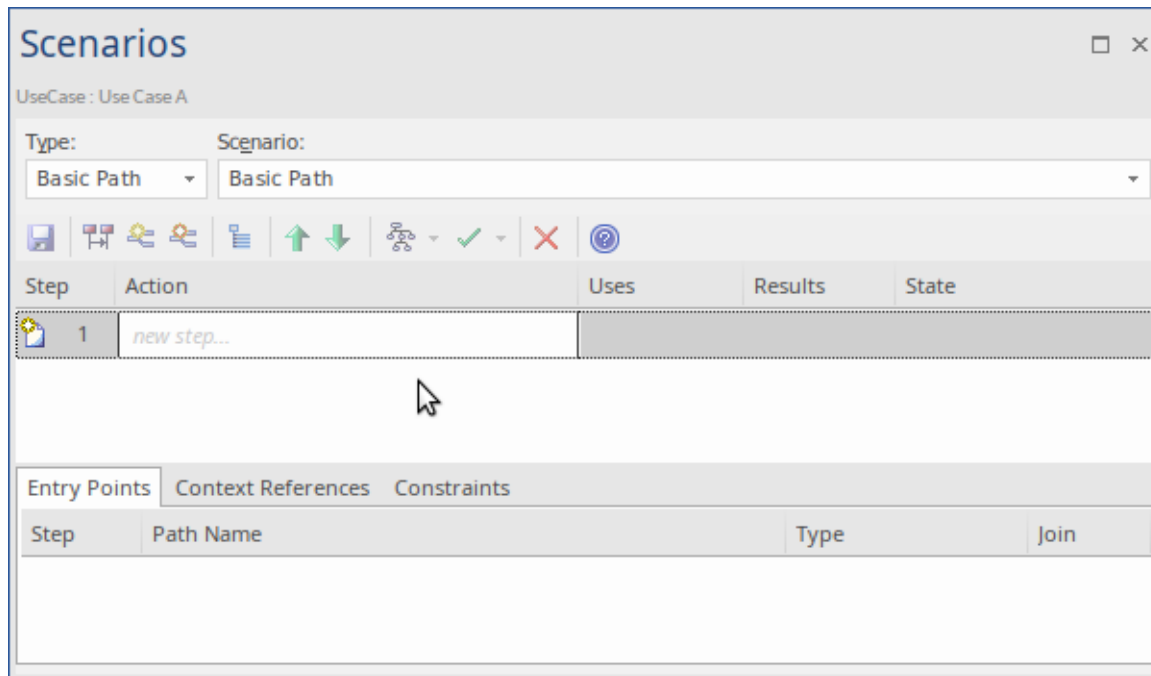 Scenarios
UseCase : Use Case A
Type: Scenario:
Basic Path Basic Path
Step Action Uses Results State
1 new step...
Entry Points Context References Constraints
Step Path Name Type Join